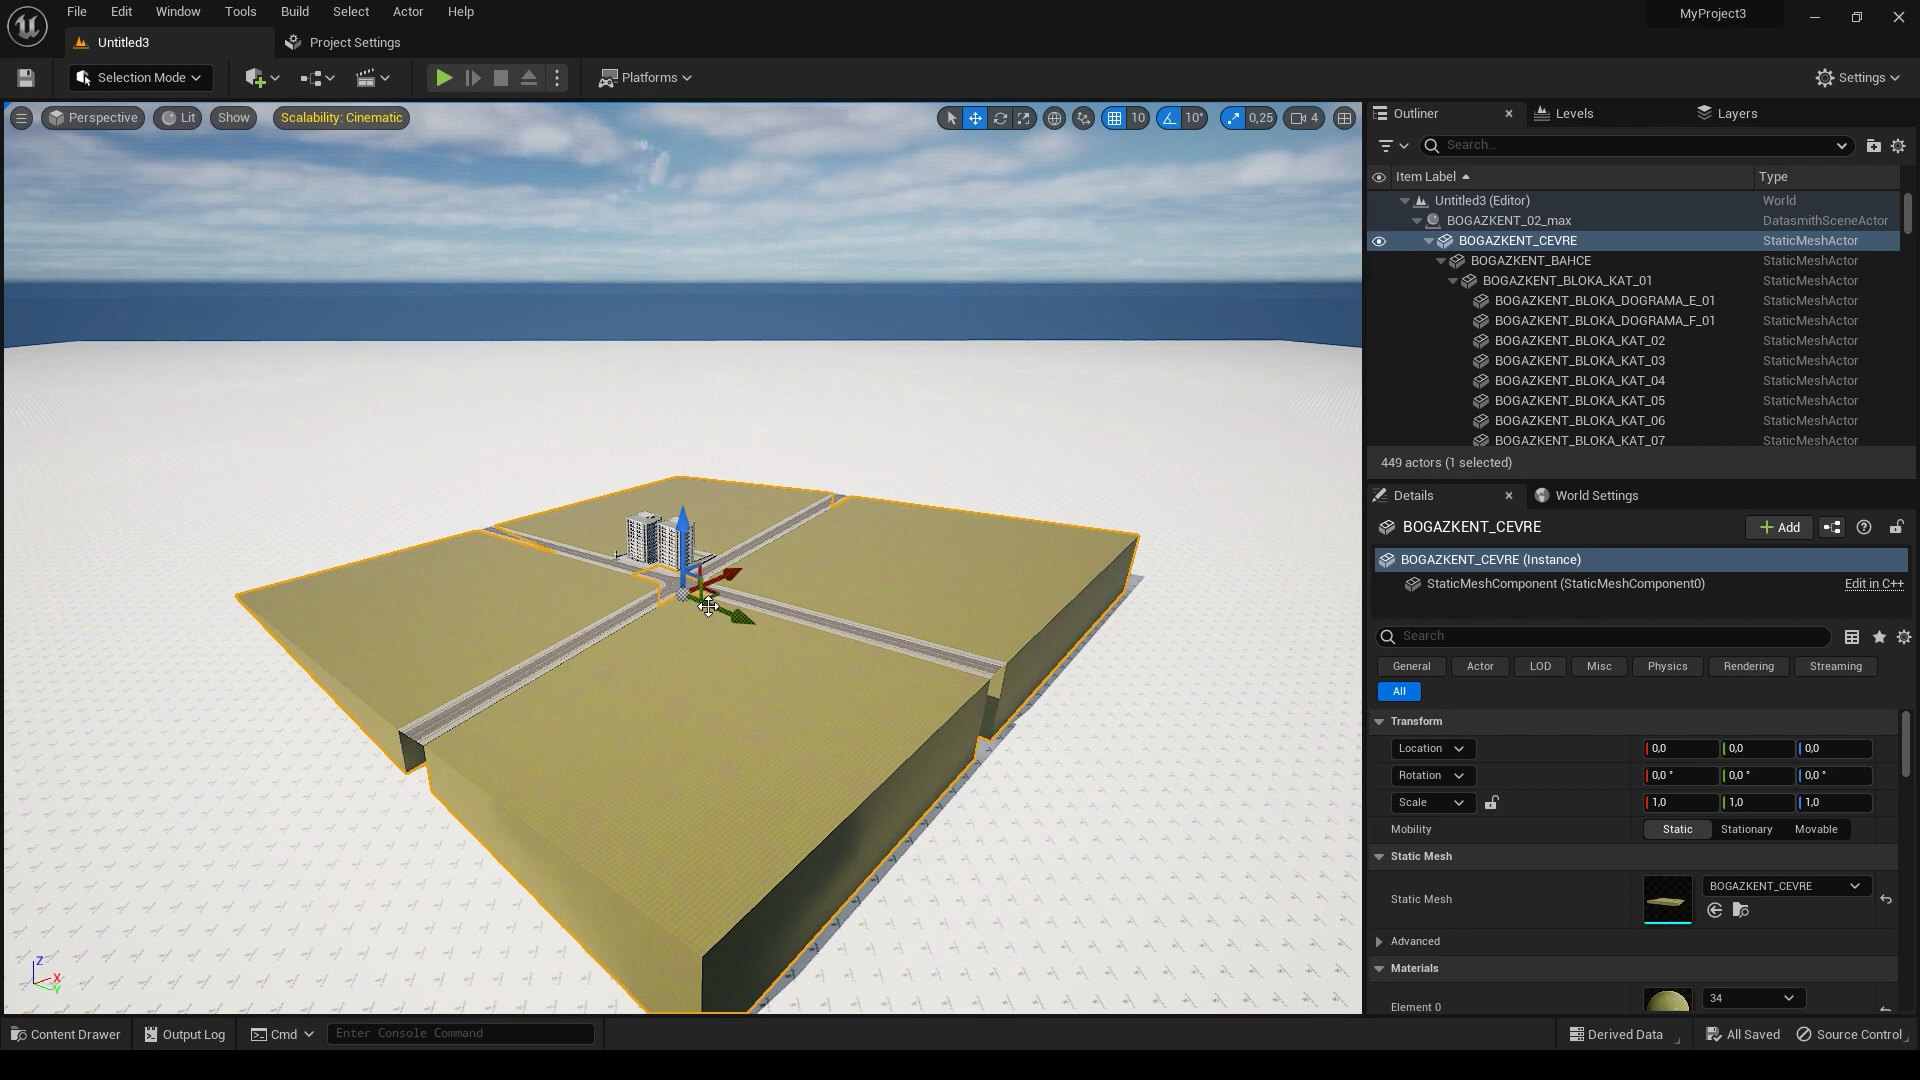 File Edit Window Tools Build Select Actor Help
MyProject3
Untitled3
Project Settings
Selection Mode
Platforms
Settings
Perspective Lit Show Scalability: Cinematic
10 10° 0,25 4
Outliner
Levels
Layers
Search...
Item Label Type
Untitled3 (Editor) World
BOGAZKENT_02_max DatasmithSceneActor
BOGAZKENT_CEVRE StaticMeshActor
BOGAZKENT_BAHCE StaticMeshActor
BOGAZKENT_BLOKA_KAT_01 StaticMeshActor
BOGAZKENT_BLOKA_DOGRAMA_E_01 StaticMeshActor
BOGAZKENT_BLOKA_DOGRAMA_F_01 StaticMeshActor
BOGAZKENT_BLOKA_KAT_02 StaticMeshActor
BOGAZKENT_BLOKA_KAT_03 StaticMeshActor
BOGAZKENT_BLOKA_KAT_04 StaticMeshActor
BOGAZKENT_BLOKA_KAT_05 StaticMeshActor
BOGAZKENT_BLOKA_KAT_06 StaticMeshActor
BOGAZKENT_BLOKA_KAT_07 StaticMeshActor
449 actors (1 selected)
Details
World Settings
BOGAZKENT_CEVRE
+ Add
BOGAZKENT_CEVRE (Instance)
StaticMeshComponent (StaticMeshComponent0) Edit in C++
Search
General Actor LOD Misc Physics Rendering Streaming
All
Transform
Location 0,0 0,0 0,0
Rotation 0,0 ° 0,0 ° 0,0 °
Scale 1,0 1,0 1,0
Mobility Static Stationary Movable
Static Mesh
BOGAZKENT_CEVRE
Static Mesh
Advanced
Materials
34
Element 0
Z
X
Y
Content Drawer Output Log Cmd Enter Console Command Derived Data All Saved Source Control